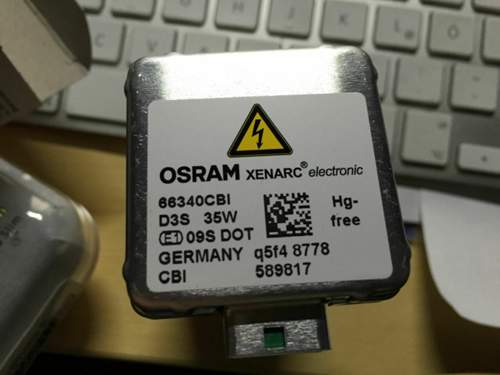 OSRAM XENARC® electronic
66340CBI
D3S 35W
Hg-
free
E1 09S DOT
GERMANY q5f4 8778
CBI 589817